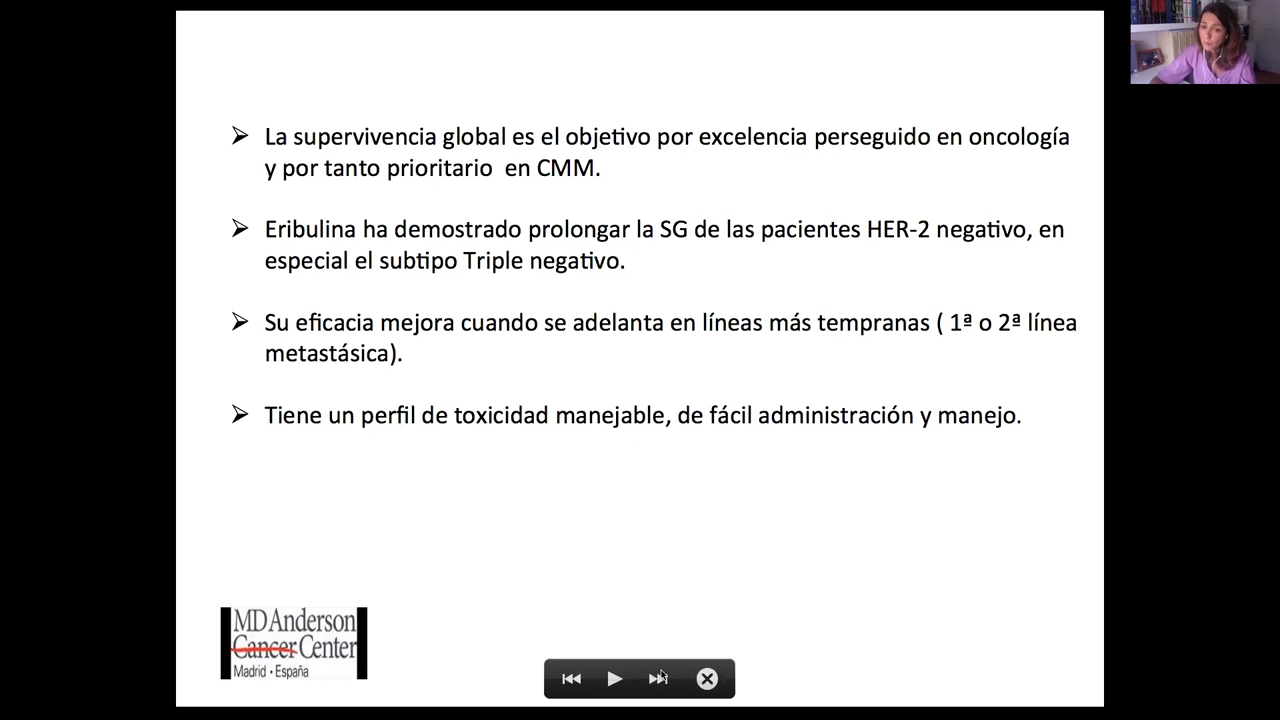 ➢ La supervivencia global es el objetivo por excelencia perseguido en oncología
y por tanto prioritario en CMM.
➢ Eribulina ha demostrado prolongar la SG de las pacientes HER-2 negativo, en
especial el subtipo Triple negativo.
➢ Su eficacia mejora cuando se adelanta en líneas más tempranas ( 1ª o 2ª línea
metastásica).
➢ Tiene un perfil de toxicidad manejable, de fácil administración y manejo.
MD Anderson
Cancer Center
Madrid • España